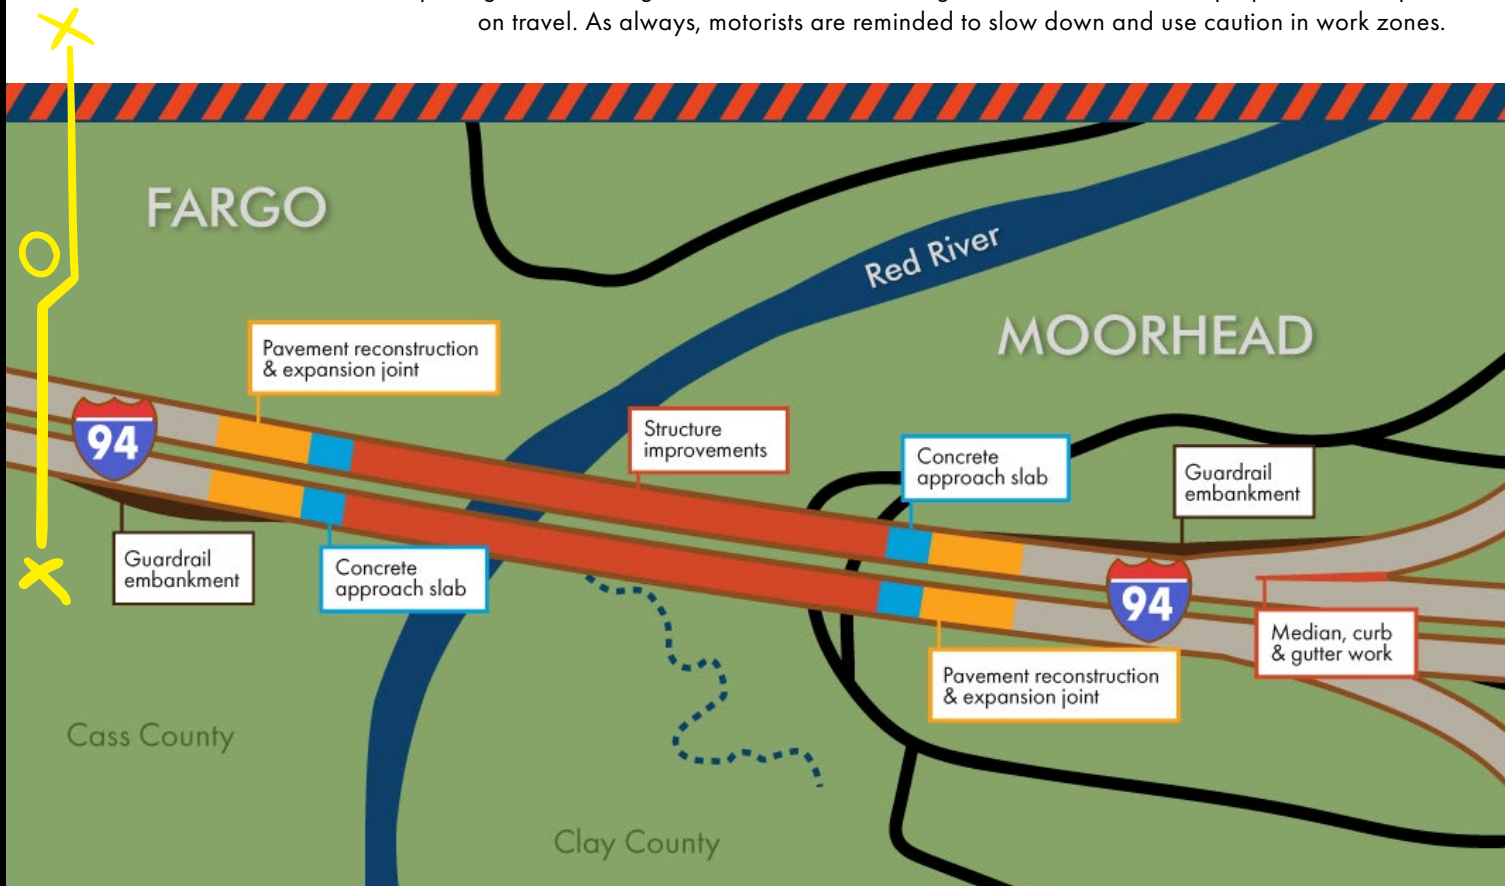 on travel. As always, motorists are reminded to slow down and use caution in work zones.
FARGO
Red River
MOORHEAD
Pavement reconstruction
& expansion joint
Structure
improvements
94
Concrete
approach slab
Guardrail
embankment
Guardrail
embankment
Concrete
approach slab
94
Median, curb
& gutter work
Pavement reconstruction
& expansion joint
Cass County
Clay County